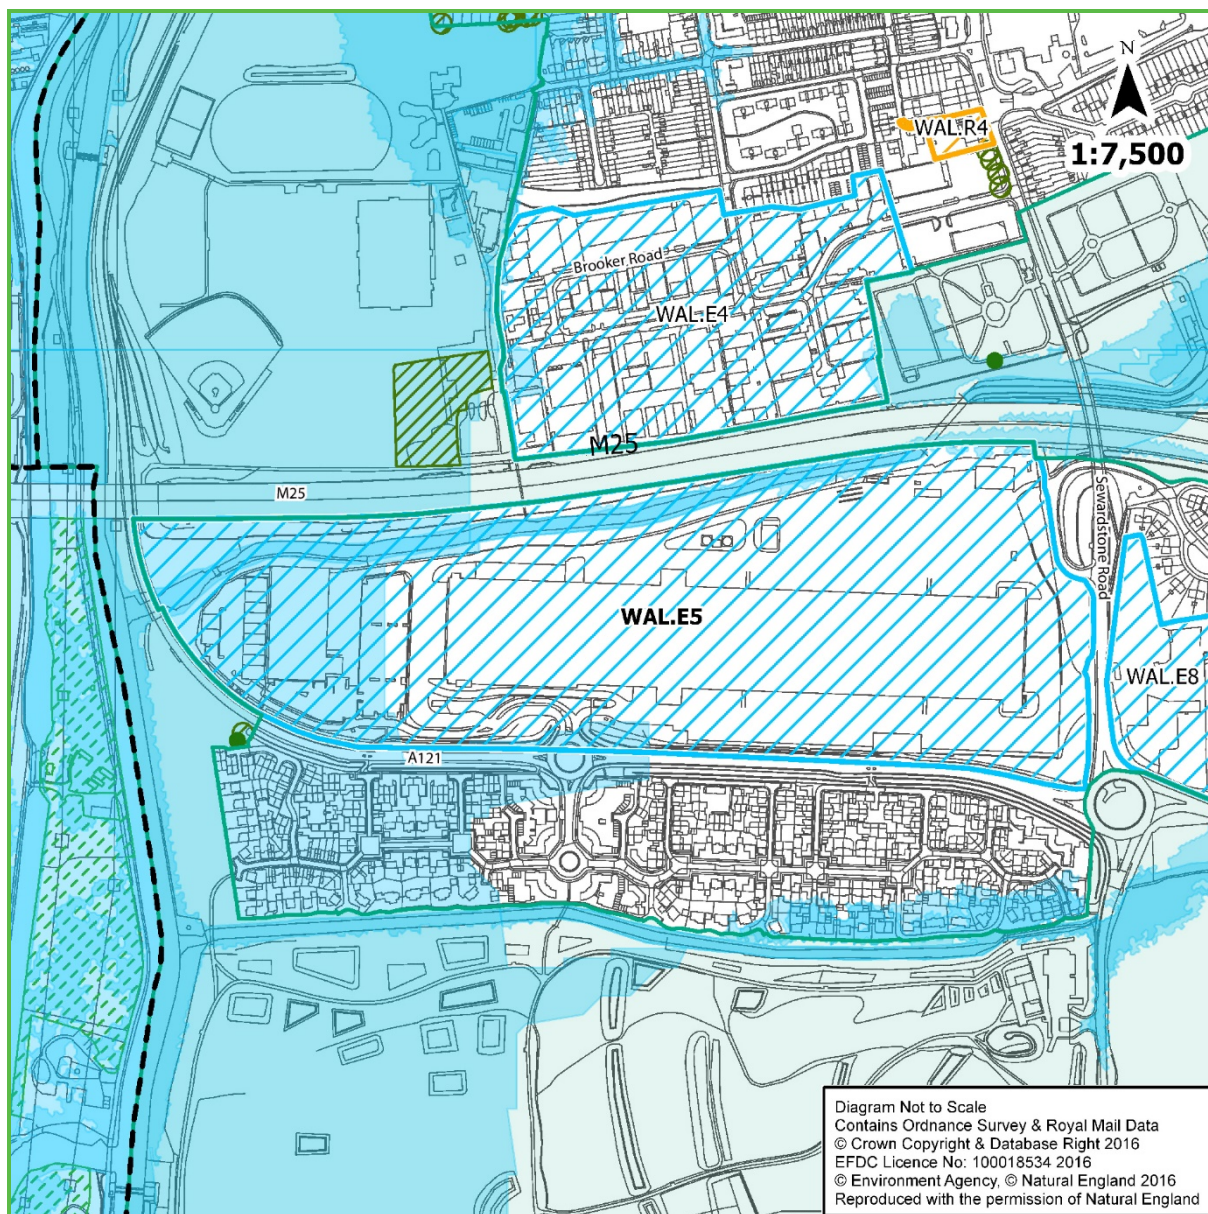 N
1:7,500
WAL.R4
Brooker Road
WAL.E4
M25
M25
Sewardstone Road
WAL.E5
WAL.E8
A121
Diagram Not to Scale
Contains Ordnance Survey & Royal Mail Data
© Crown Copyright & Database Right 2016
EFDC Licence No: 100018534 2016
© Environment Agency, © Natural England 2016
Reproduced with the permission of Natural England